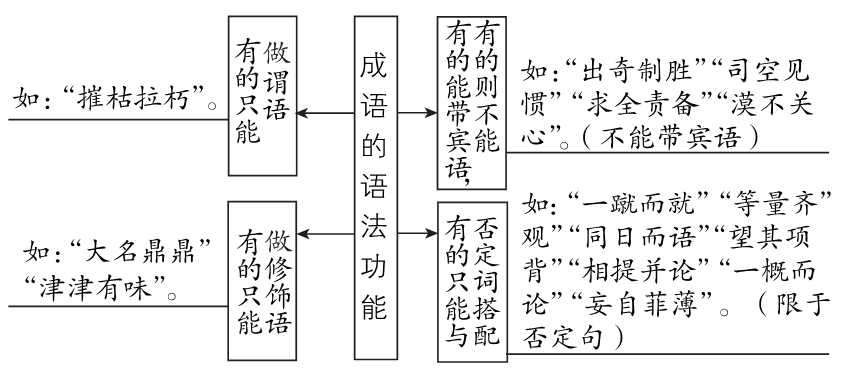 成语的语法功能
有的只能
做谓语
如：“摧枯拉朽”。
有的能带宾语，
有的则不能
如：“出奇制胜”“司空见
惯”“求全责备”“漠不关
心”。（不能带宾语）
有的只能
做修饰语
如：“大名鼎鼎”
“津津有味”。
有的只能与
否定词搭配
如：“一蹴而就”“等量齐
观”“同日而语”“望其项
背”“相提并论”“一概而
论”“妄自菲薄”。（限于
否定句）